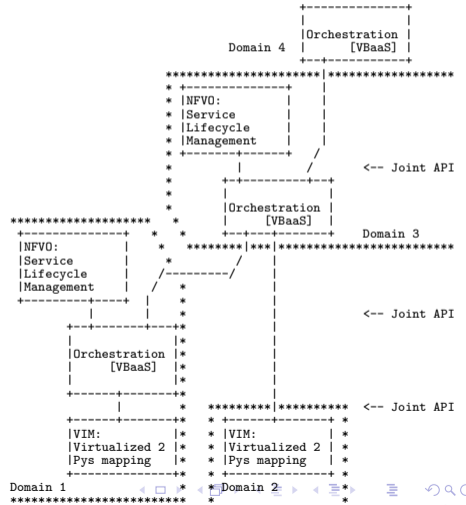 Orchestration
[VBaaS]
Domain 4
NFVO:
Service
Lifecycle
Management
<-- Joint API
Orchestration
[VBaaS]
Domain 3
NFVO:
Service
Lifecycle
Management
<-- Joint API
Orchestration
[VBaaS]
<-- Joint API
VIM:
Virtualized 2
Pys mapping
VIM:
Virtualized 2
Pys mapping
Domain 1
Domain 2